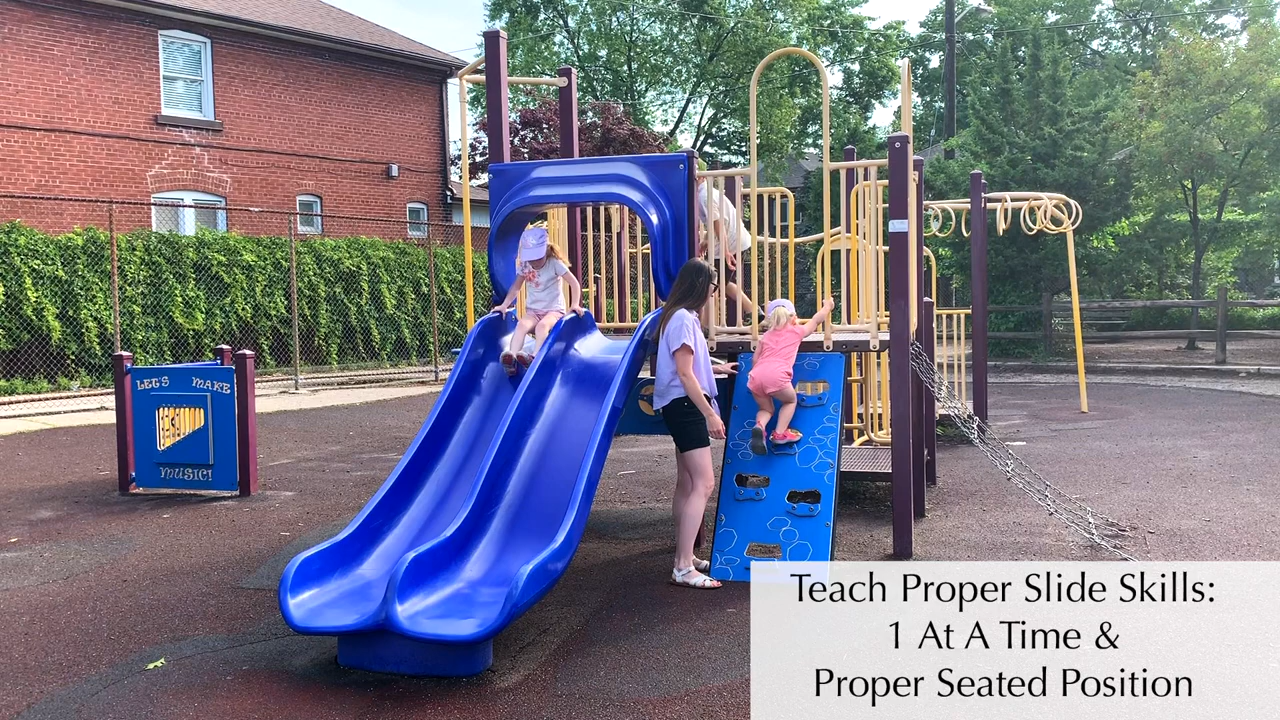 LET'S MAKE
MUSIC!
Teach Proper Slide Skills:
1 At A Time &
Proper Seated Position